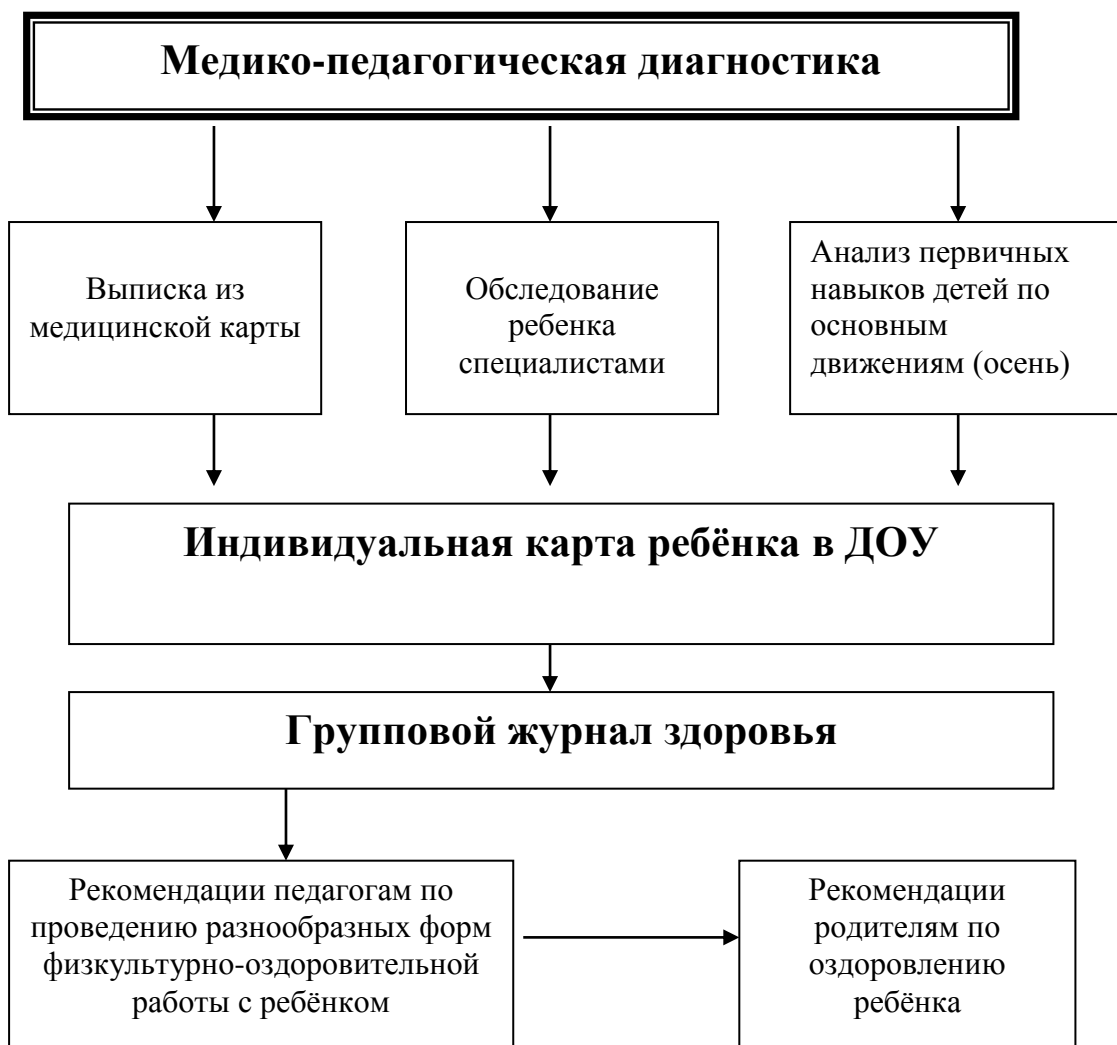 Медико-педагогическая диагностика
Выписка из
медицинской карты
Обследование
ребенка
специалистами
Анализ первичных
навыков детей по
основным
движениям (осень)
Индивидуальная карта ребёнка в ДОУ
Групповой журнал здоровья
Рекомендации педагогам по
проведению разнообразных форм
физкультурно-оздоровительной
работы с ребёнком
Рекомендации
родителям по
оздоровлению
ребёнка